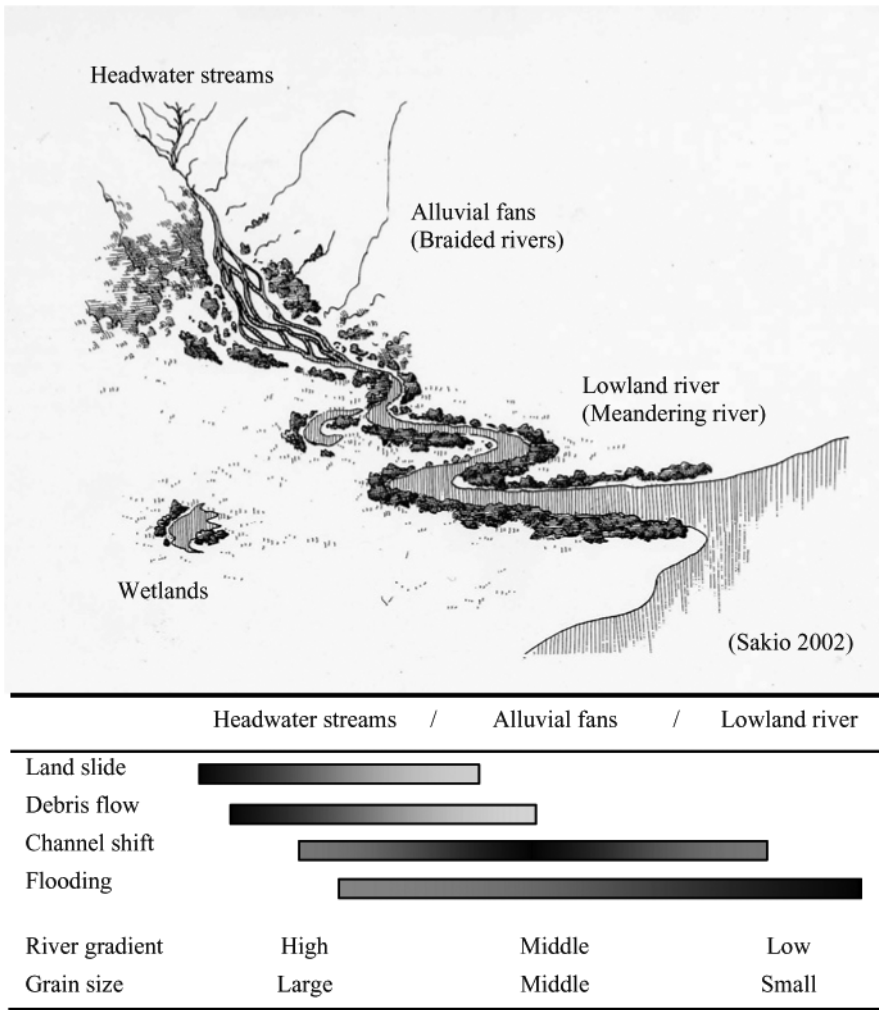 Headwater streams
Alluvial fans
(Braided rivers)
Lowland river
(Meandering river)
Wetlands
(Sakio 2002)
Headwater streams / Alluvial fans / Lowland river
Land slide
Debris flow
Channel shift
Flooding
River gradient High Middle Low
Grain size Large Middle Small